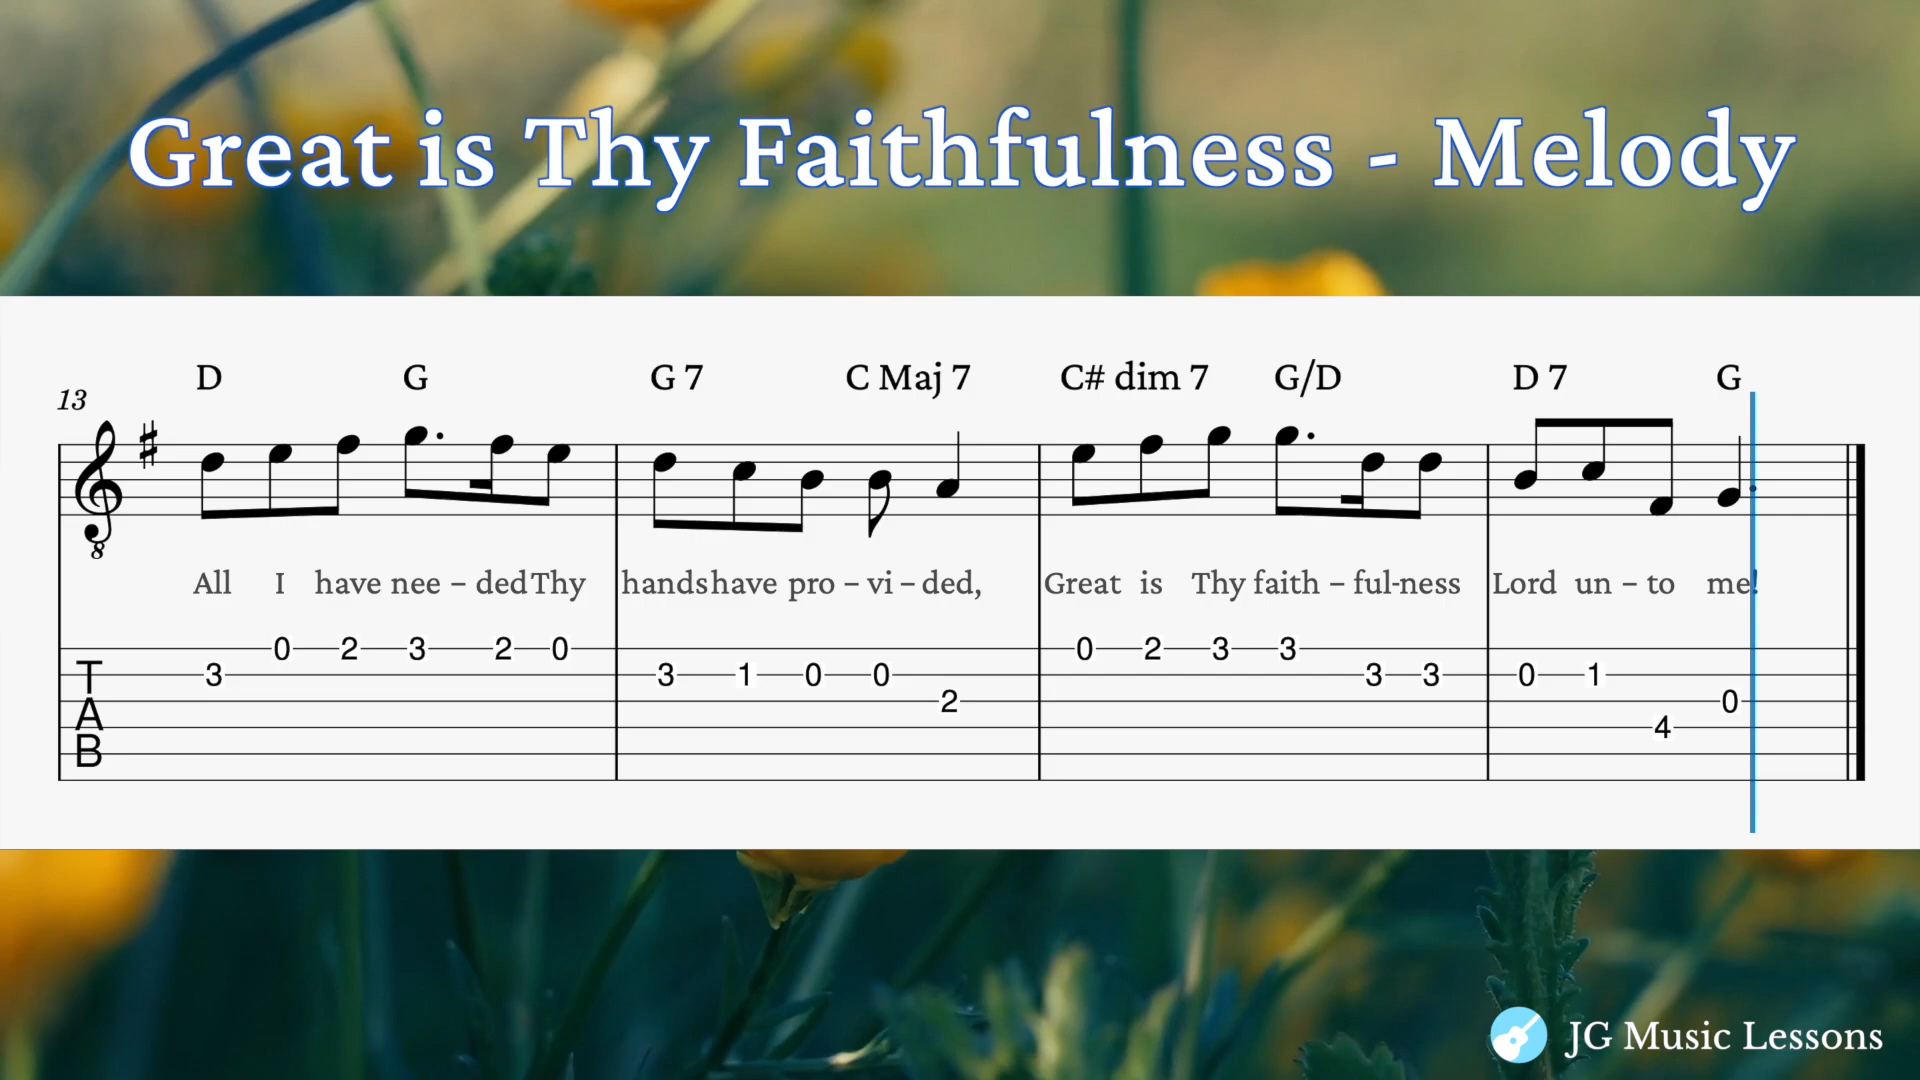 Great is Thy Faithfulness - Melody
D G G 7 C Maj 7 C# dim 7 G/D D 7 G
13
8
All I have nee – ded Thy hands have pro – vi – ded, Great is Thy faith – ful-ness Lord un – to me!
0 2 3 2 0 0 2 3 3
3 3 1 0 0 3 3 0 1
2 0
4
TAB
JG Music Lessons